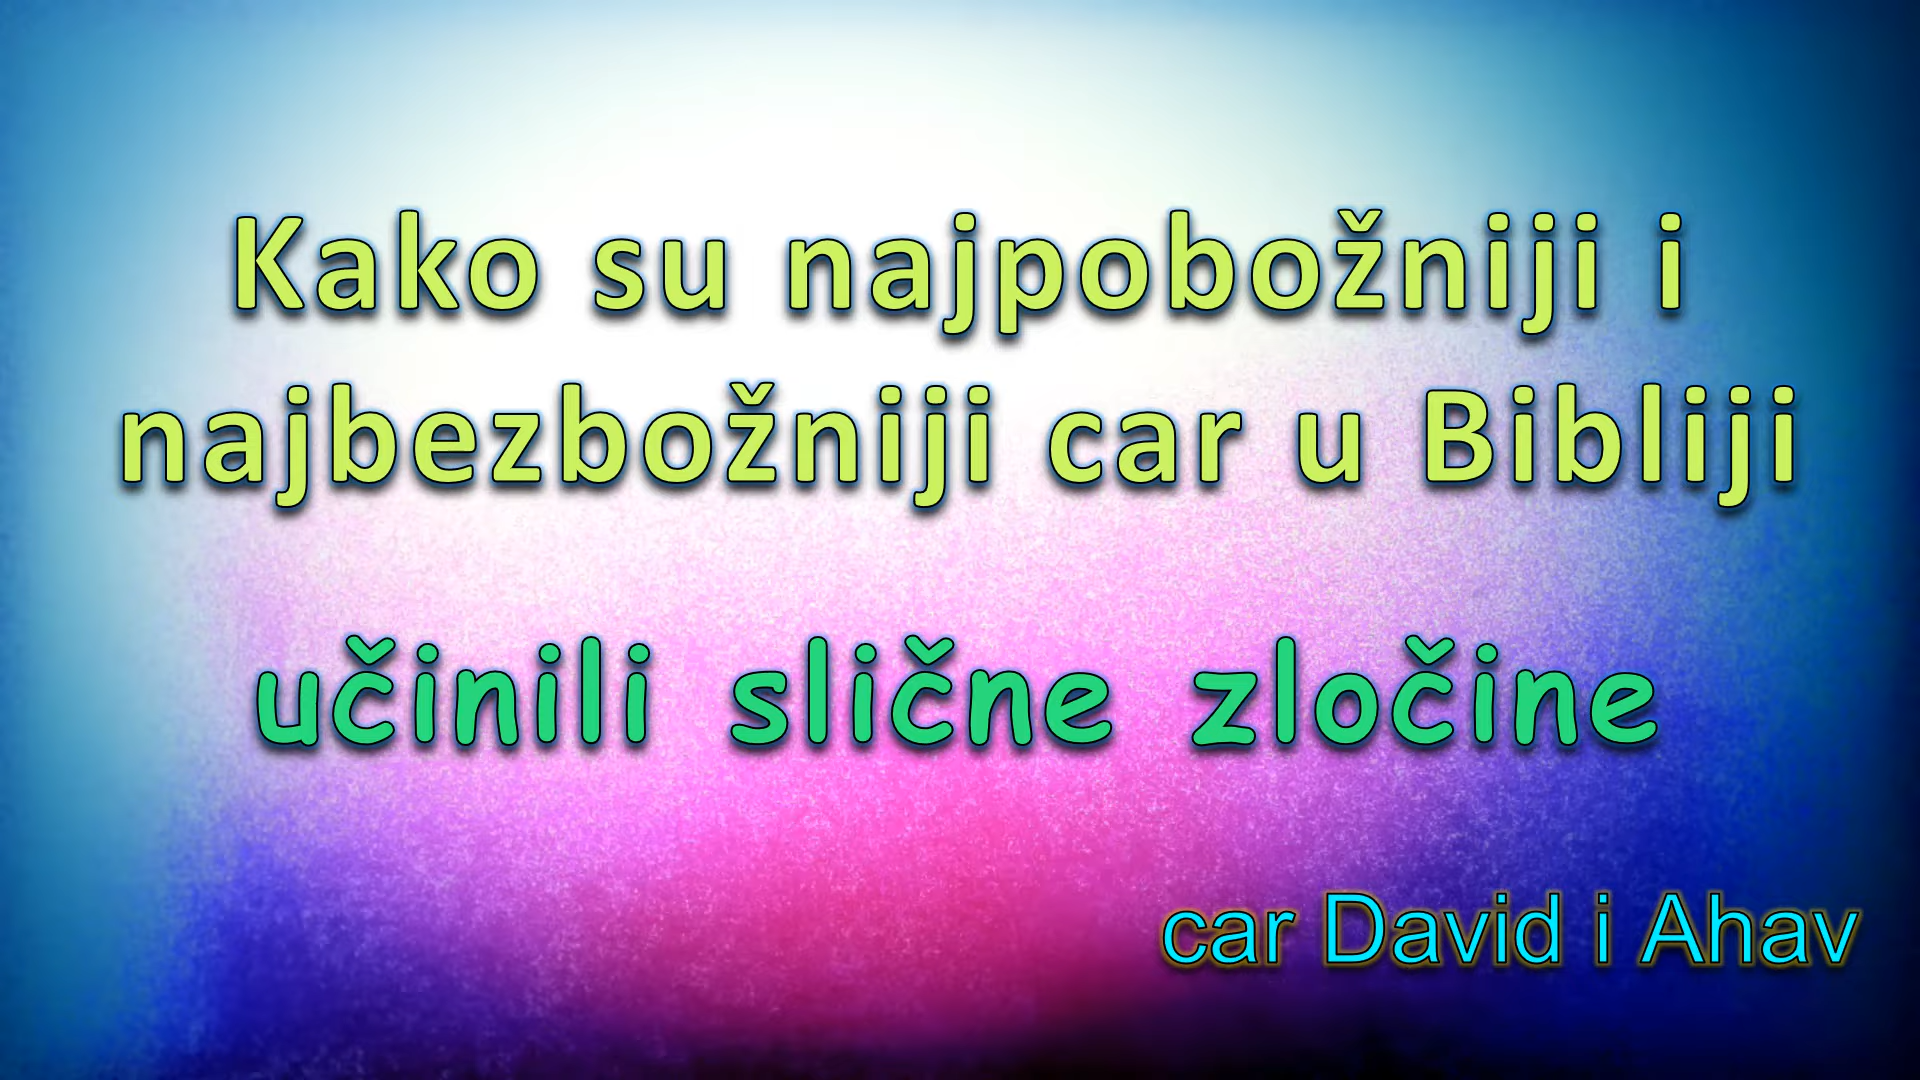 Kako su najpobožniji i
najbezbožniji car u Bibliji
učinili slične zločine
car David i Ahav